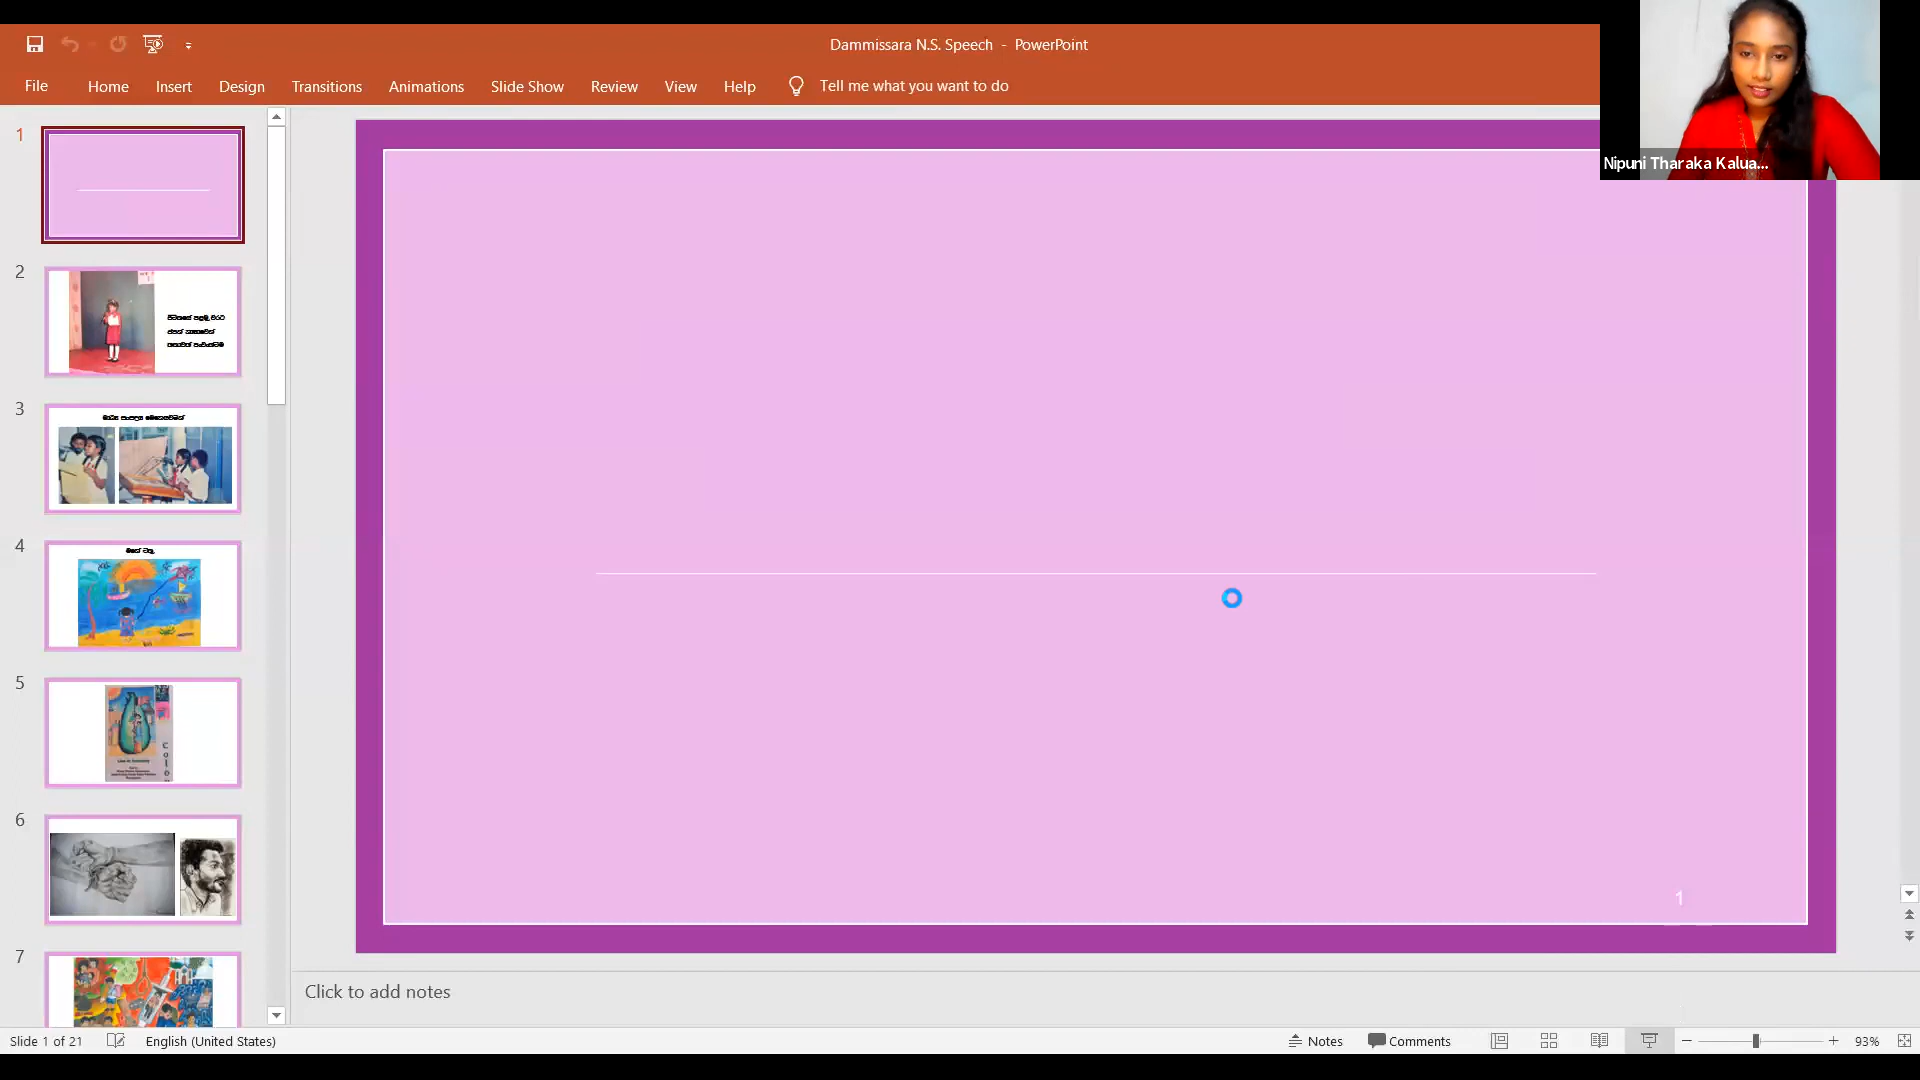 Dammissara N.S. Speech - PowerPoint
File Home Insert Design Transitions Animations Slide Show Review View Help Tell me what you want to do
Nipuni Tharaka Kalua...
1
2
3
4
5
6
7
1
Click to add notes
Slide 1 of 21 English (United States) Notes Comments 93%